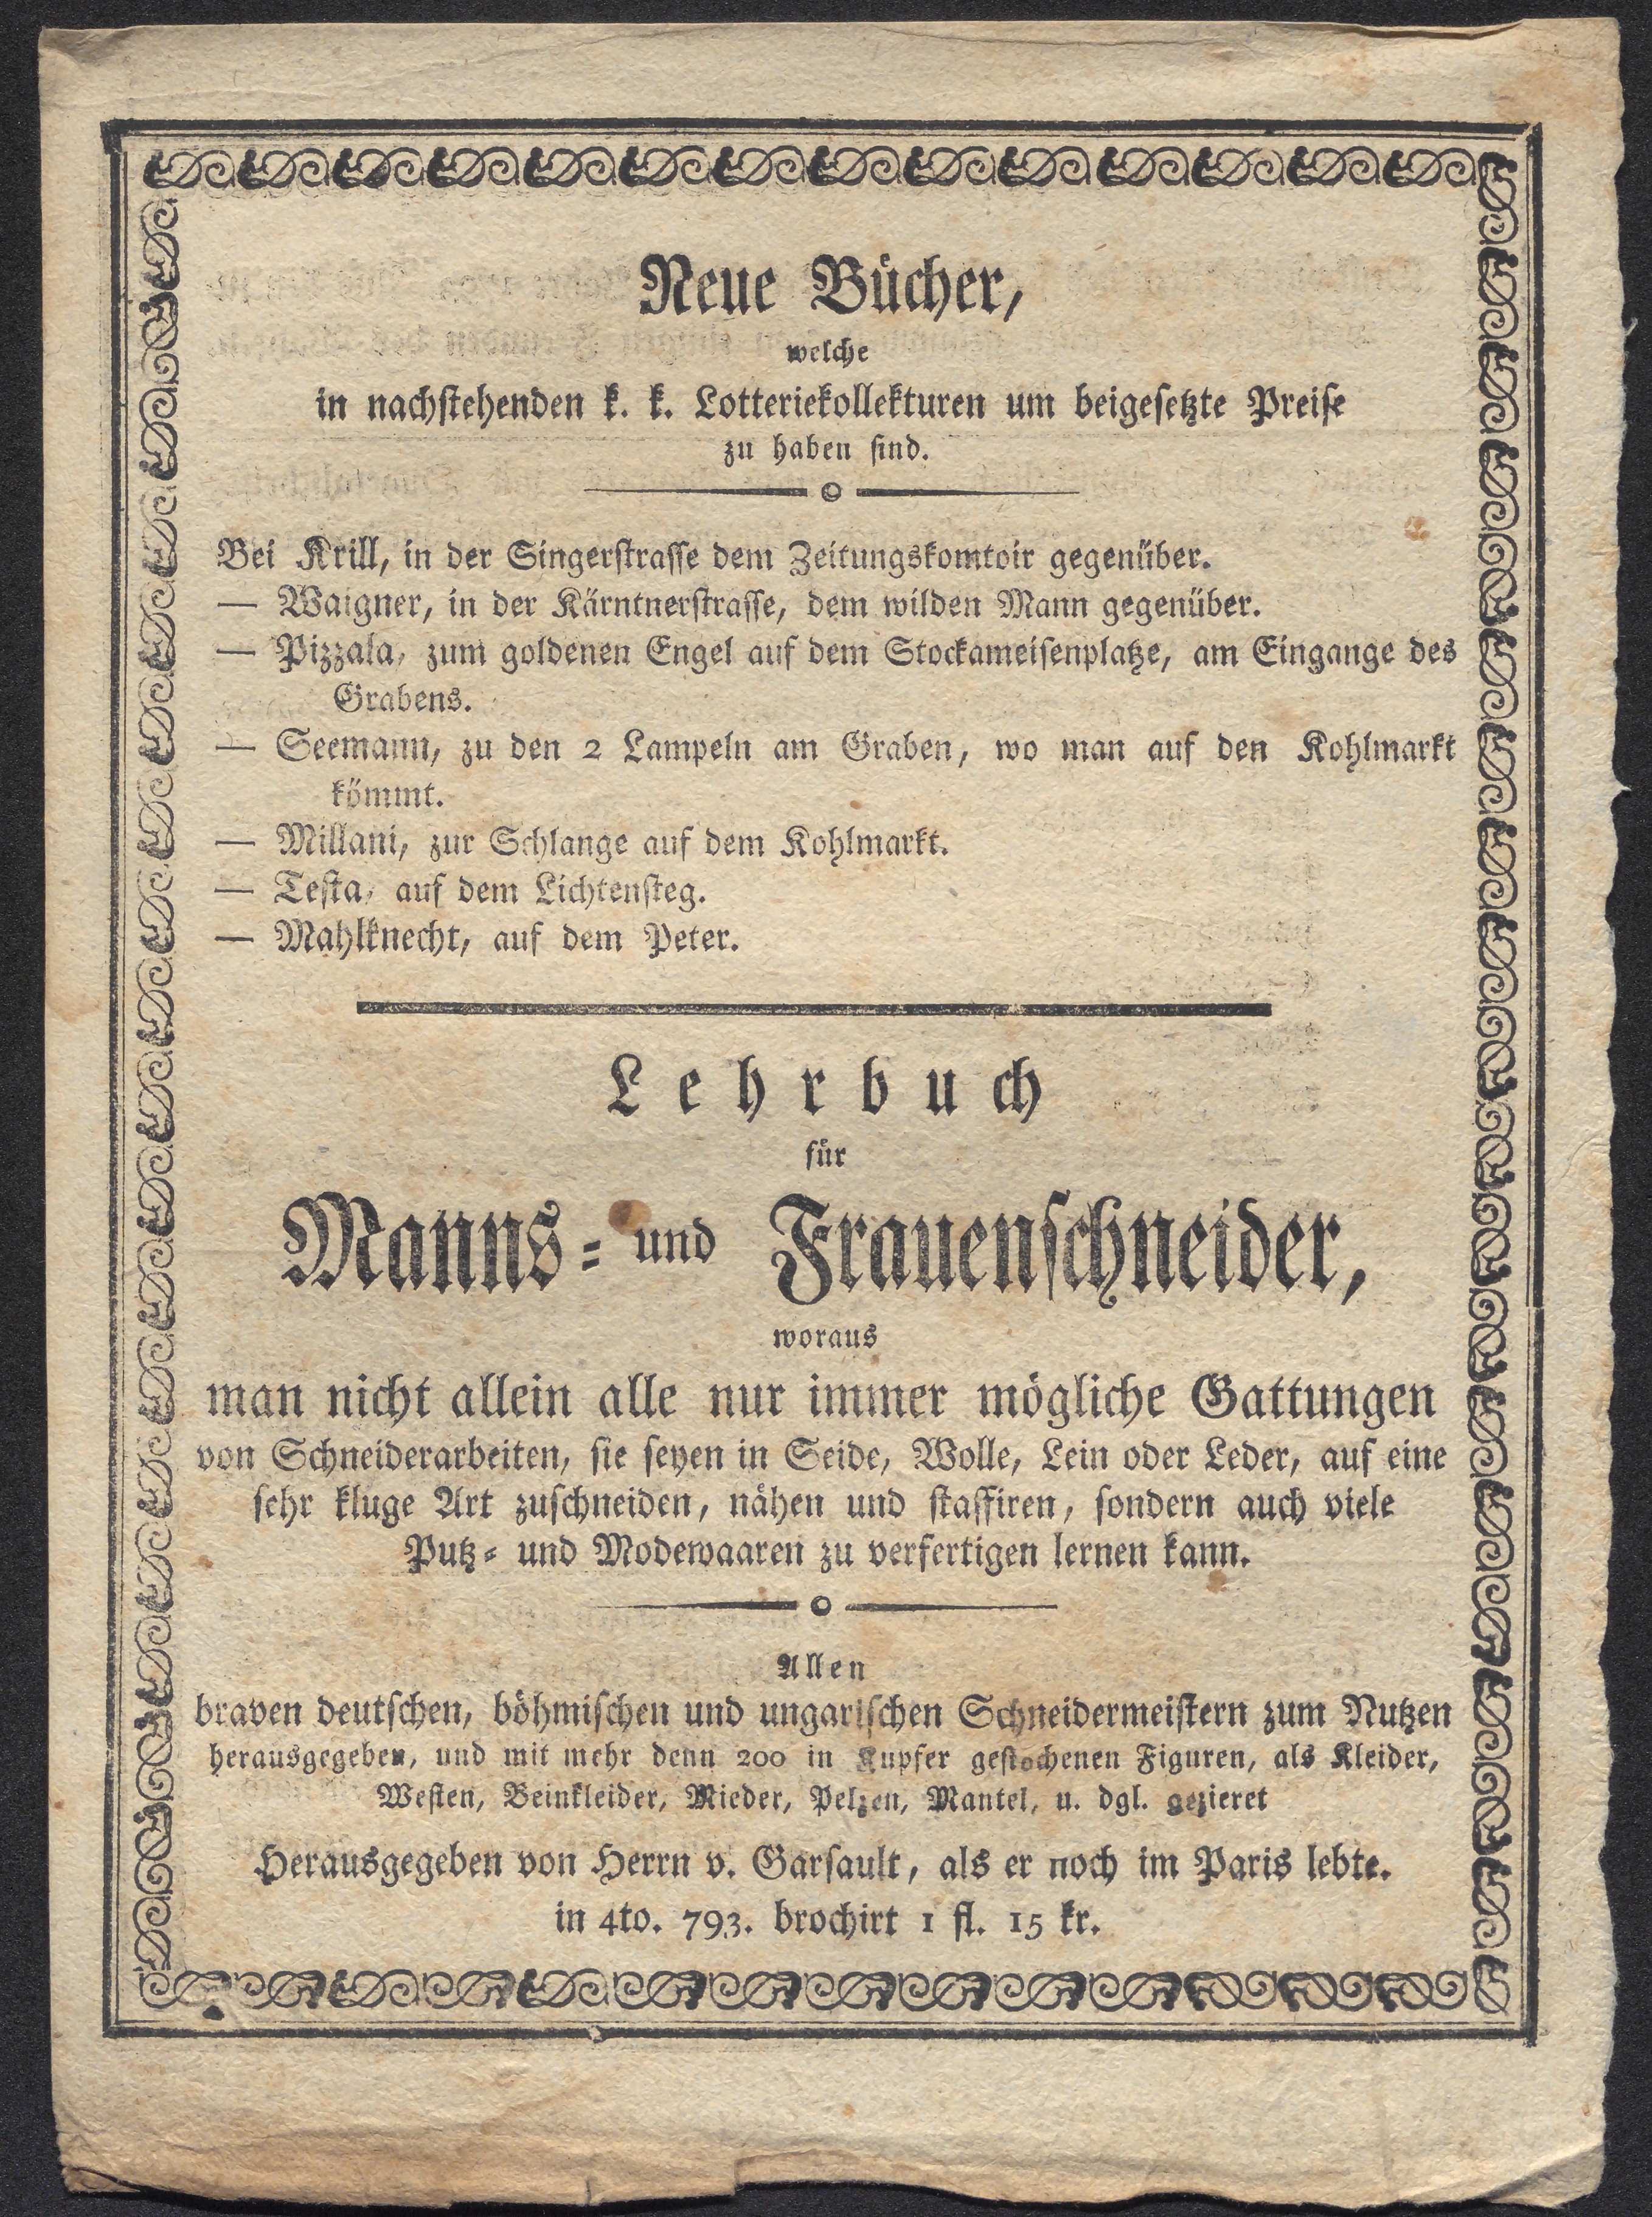 Neue Bücher,
welche
in nachstehenden k. k. Lotteriekollekturen um beigesetzte Preise
zu haben sind.
Bei Krill, in der Singerstrasse dem Zeitungskomtoir gegenüber.
— Waigner, in der Kärntnerstrasse, dem wilden Mann gegenüber.
— Pizzala, zum goldenen Engel auf dem Stockameisenplatze, am Eingange des
Grabens.
— Seemann, zu den 2 Lampeln am Graben, wo man auf den Kohlmarkt
kömmt.
— Millani, zur Schlange auf dem Kohlmarkt.
— Testa, auf dem Lichtensteg.
— Mahlknecht, auf dem Peter.
Lehrbuch
für
Manns- und Frauenschneider,
woraus
man nicht allein alle nur immer mögliche Gattungen
von Schneiderarbeiten, sie seyen in Seide, Wolle, Lein oder Leder, auf eine
sehr kluge Art zuschneiden, nähen und staffiren, sondern auch viele
Putz- und Modewaaren zu verfertigen lernen kann.
Allen
braven deutschen, böhmischen und ungarischen Schneidermeistern zum Nutzen
herausgegeben, und mit mehr denn 200 in Kupfer gestochenen Figuren, als Kleider,
Westen, Beinkleider, Mieder, Pelzen, Mantel, u. dgl. gezieret
Herausgegeben von Herrn v. Garsault, als er noch im Paris lebte.
in 4to. 793. brochirt 1 fl. 15 kr.